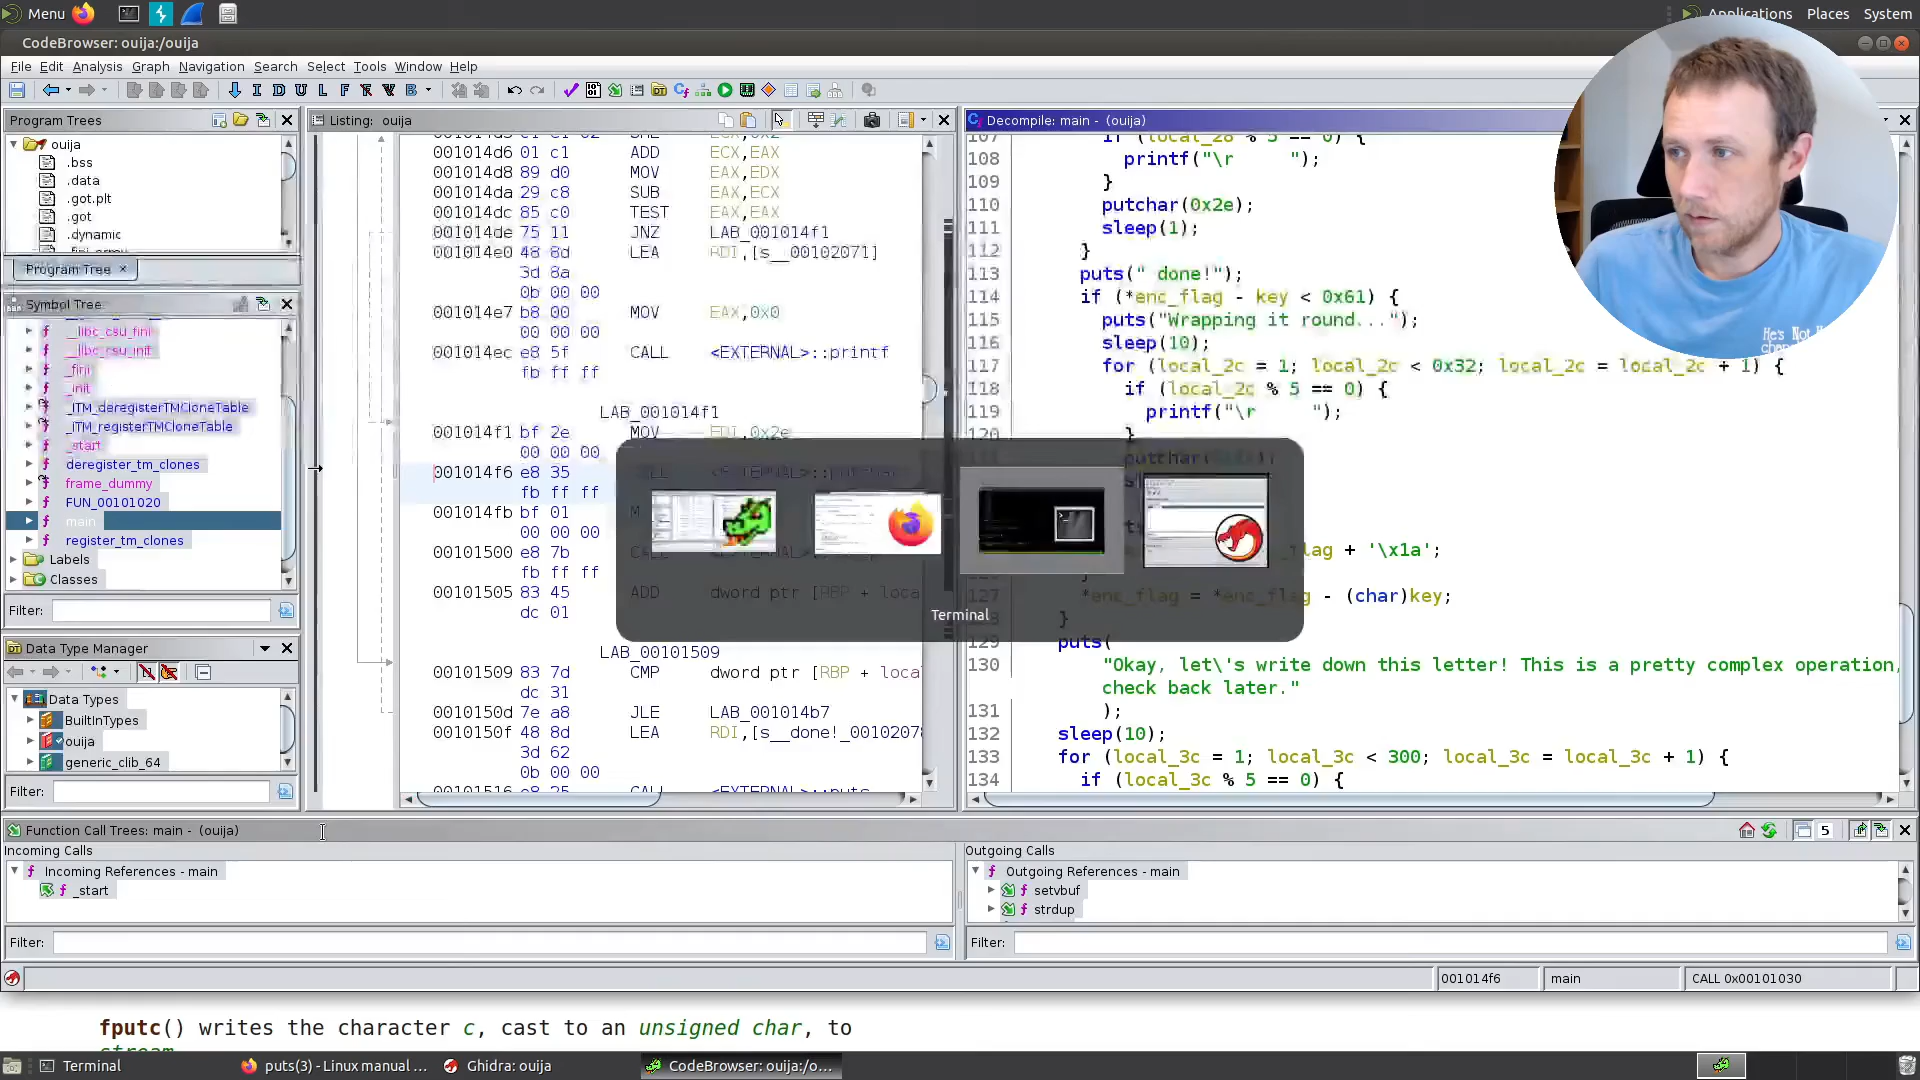 Menu
Applications Places System
CodeBrowser: ouija:/ouija
File Edit Analysis Graph Navigation Search Select Tools Window Help
I D U L F B
Program Trees
ouija
.bss
.data
.got.plt
.got
.dynamic
Program Tree ×
Symbol Tree
__libc_csu_fini
__libc_csu_init
_fini
_init
_ITM_deregisterTMCloneTable
_ITM_registerTMCloneTable
_start
deregister_tm_clones
frame_dummy
FUN_00101020
main
register_tm_clones
Labels
Classes
Filter:
Data Type Manager
Data Types
BuiltInTypes
ouija
generic_clib_64
Filter:
Listing: ouija
001014d6 01 c1 ADD ECX,EAX
001014d8 89 d0 MOV EAX,EDX
001014da 29 c8 SUB EAX,ECX
001014dc 85 c0 TEST EAX,EAX
001014de 75 11 JNZ LAB_001014f1
001014e0 48 8d LEA RDI,[s__00102071]
3d 8a
0b 00 00
001014e7 b8 00 MOV EAX,0x0
00 00 00
001014ec e8 5f CALL <EXTERNAL>::printf
fb ff ff
LAB_001014f1
001014f1 bf 2e MOV EDI,0x2e
00 00 00
001014f6 e8 35
fb ff ff
001014fb bf 01 M
00 00 00
00101500 e8 7b
fb ff ff
00101505 83 45 ADD dword ptr [RBP + loca
dc 01
LAB_00101509
00101509 83 7d CMP dword ptr [RBP + loca
dc 31
0010150d 7e a8 JLE LAB_001014b7
0010150f 48 8d LEA RDI,[s__done!_0010207
3d 62
0b 00 00
00101516 e8 25 CALL <EXTERNAL>::puts
Decompile: main - (ouija)
107 if (local_28 % 5 == 0) {
108 printf("\r ");
109 }
110 putchar(0x2e);
111 sleep(1);
112 }
113 puts(" done!");
114 if (*enc_flag - key < 0x61) {
115 puts("Wrapping it round...");
116 sleep(10);
117 for (local_2c = 1; local_2c < 0x32; local_2c = local_2c + 1) {
118 if (local_2c % 5 == 0) {
119 printf("\r ");
120 }
lag + '\x1a';
127 *enc_flag = *enc_flag - (char)key;
}
129 puts(
130 "Okay, let\'s write down this letter! This is a pretty complex operation,
check back later."
131 );
132 sleep(10);
133 for (local_3c = 1; local_3c < 300; local_3c = local_3c + 1) {
134 if (local_3c % 5 == 0) {
Terminal
He's Not
Function Call Trees: main - (ouija)
5
Incoming Calls
Incoming References - main
_start
Filter:
Outgoing Calls
Outgoing References - main
setvbuf
strdup
Filter:
001014f6 main CALL 0x00101030
fputc() writes the character c, cast to an unsigned char, to
stream
Terminal
puts(3) - Linux manual ...
Ghidra: ouija
CodeBrowser: ouija:/o...